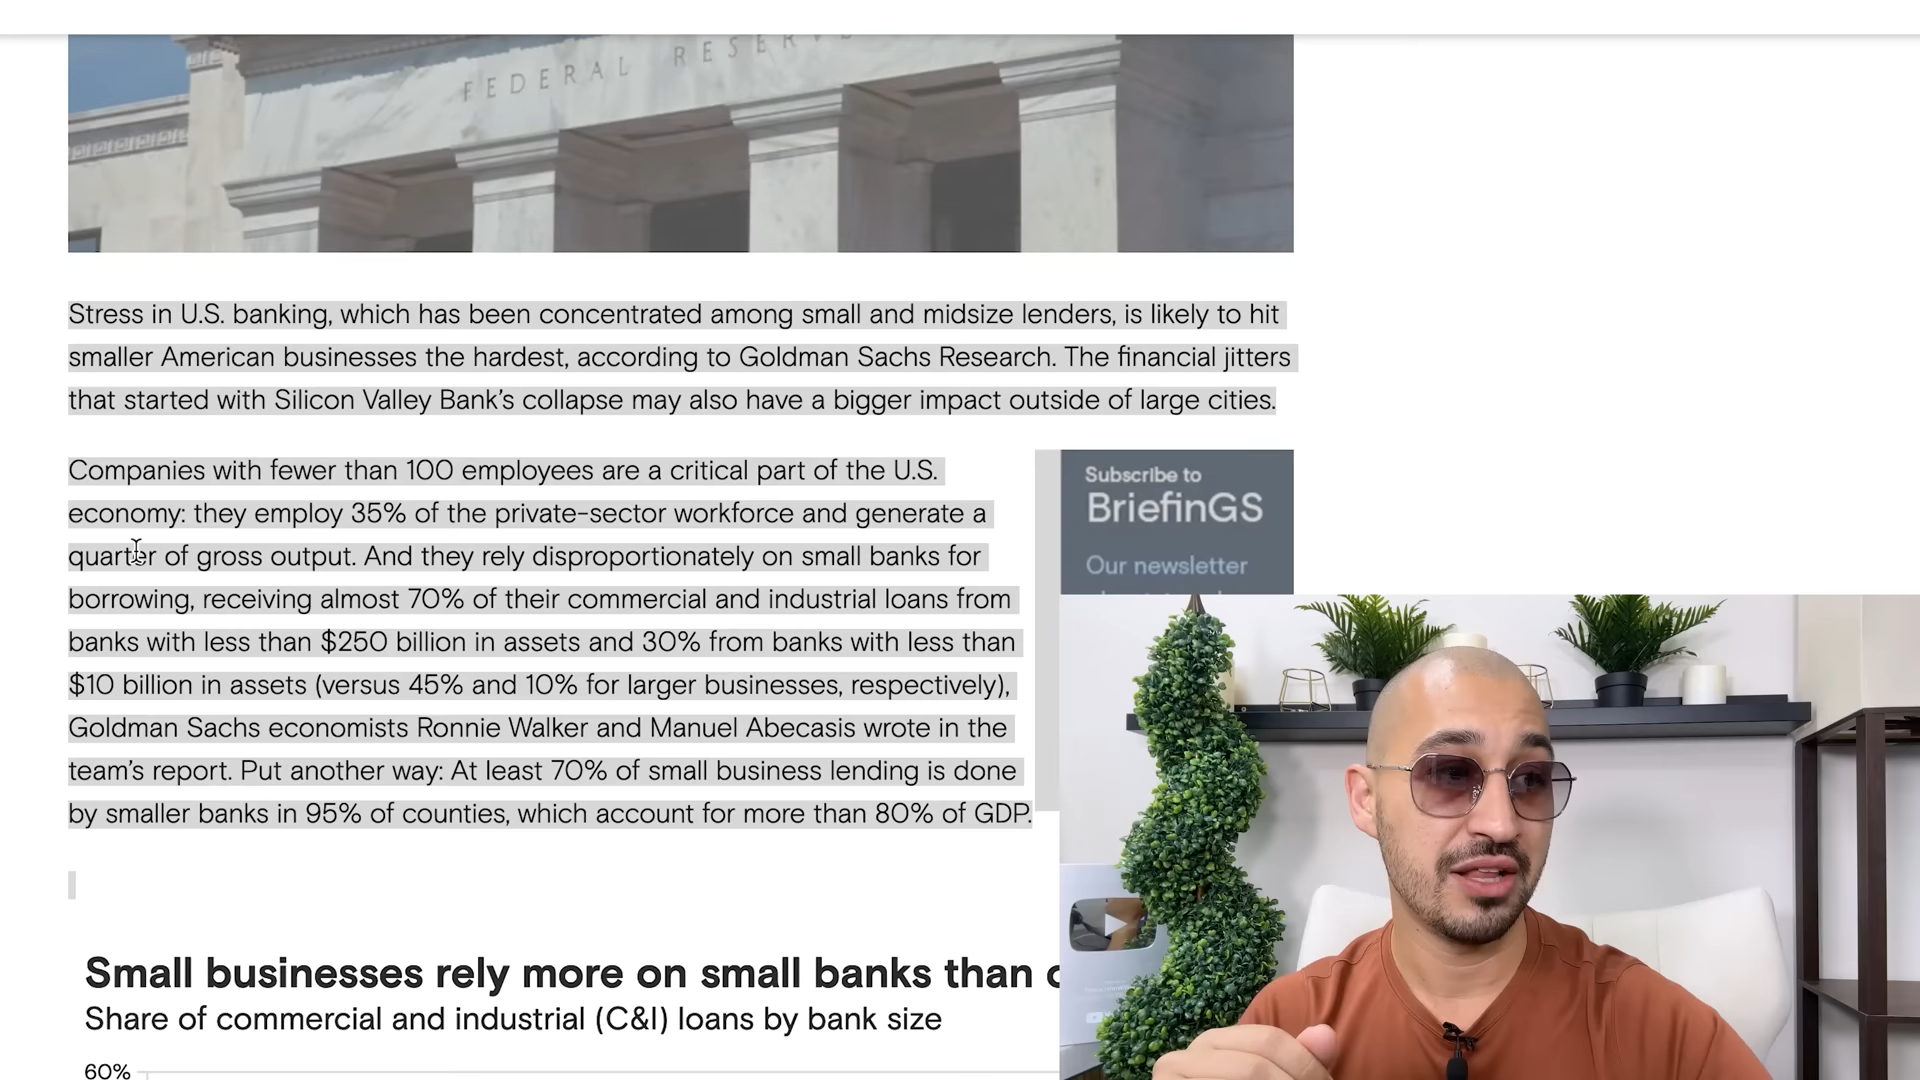 FEDERAL RESERVE
Stress in U.S. banking, which has been concentrated among small and midsize lenders, is likely to hit
smaller American businesses the hardest, according to Goldman Sachs Research. The financial jitters
that started with Silicon Valley Bank’s collapse may also have a bigger impact outside of large cities.
Companies with fewer than 100 employees are a critical part of the U.S.
economy: they employ 35% of the private-sector workforce and generate a
quarter of gross output. And they rely disproportionately on small banks for
borrowing, receiving almost 70% of their commercial and industrial loans from
banks with less than $250 billion in assets and 30% from banks with less than
$10 billion in assets (versus 45% and 10% for larger businesses, respectively),
Goldman Sachs economists Ronnie Walker and Manuel Abecasis wrote in the
team’s report. Put another way: At least 70% of small business lending is done
by smaller banks in 95% of counties, which account for more than 80% of GDP.
Subscribe to
BriefinGS
Our newsletter
Small businesses rely more on small banks than
Share of commercial and industrial (C&I) loans by bank size
60%